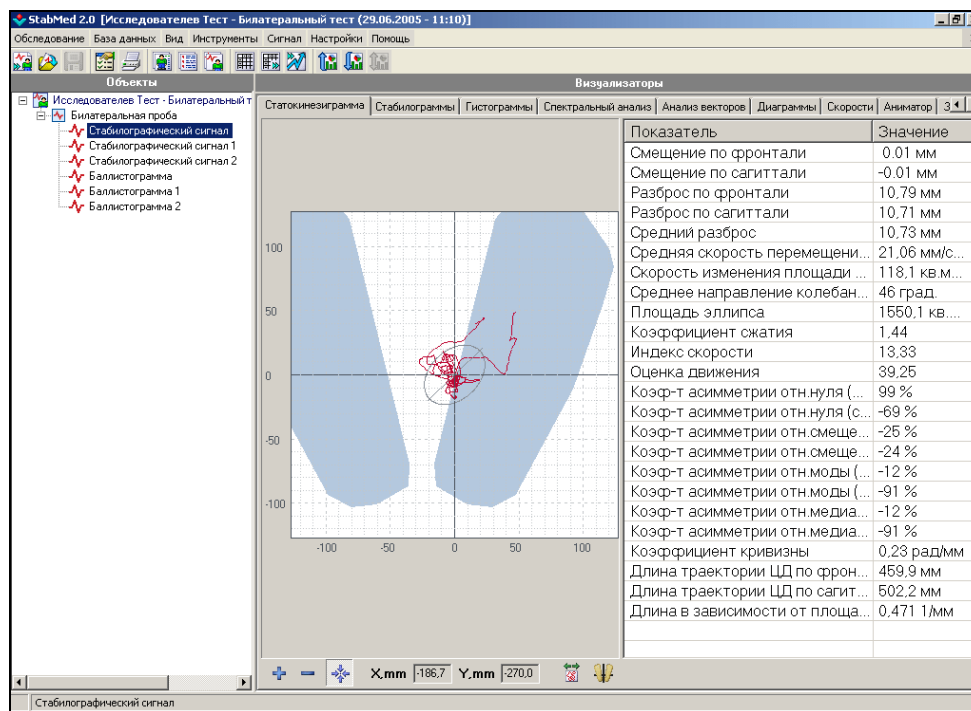 StabMed 2.0 [Исследователев Тест - Билатеральный тест (29.06.2005 - 11:10)]
Обследование База данных Вид Инструменты Сигнал Настройки Помощь
Объекты
Исследователев Тест - Билатеральный т
Билатеральная проба
Стабилографический сигнал
Стабилографический сигнал 1
Стабилографический сигнал 2
Баллистограмма
Баллистограмма 1
Баллистограмма 2
Визуализаторы
Статокинезиграмма Стабилограммы Гистограммы Спектральный анализ Анализ векторов Диаграммы Скорости Аниматор З
100
50
0
-50
-100
-100 -50 0 50 100
Показатель Значение
Смещение по фронтали 0.01 мм
Смещение по сагиттали -0.01 мм
Разброс по фронтали 10,79 мм
Разброс по сагиттали 10,71 мм
Средний разброс 10,73 мм
Средняя скорость перемещени... 21,06 мм/с...
Скорость изменения площади ... 118,1 кв.м...
Среднее направление колебан... 46 град.
Площадь эллипса 1550,1 кв....
Коэффициент сжатия 1,44
Индекс скорости 13,33
Оценка движения 39,25
Коэф-т асимметрии отн.нуля (... 99 %
Коэф-т асимметрии отн.нуля (с... -69 %
Коэф-т асимметрии отн.смеще... -25 %
Коэф-т асимметрии отн.смеще... -24 %
Коэф-т асимметрии отн.моды (... -12 %
Коэф-т асимметрии отн.моды (... -91 %
Коэф-т асимметрии отн.медиа... -12 %
Коэф-т асимметрии отн.медиа... -91 %
Коэффициент кривизны 0,23 рад/мм
Длина траектории ЦД по фрон... 459,9 мм
Длина траектории ЦД по сагит... 502,2 мм
Длина в зависимости от площа... 0,471 1/мм
X,mm -186,7 Y,mm -270,0
Стабилографический сигнал